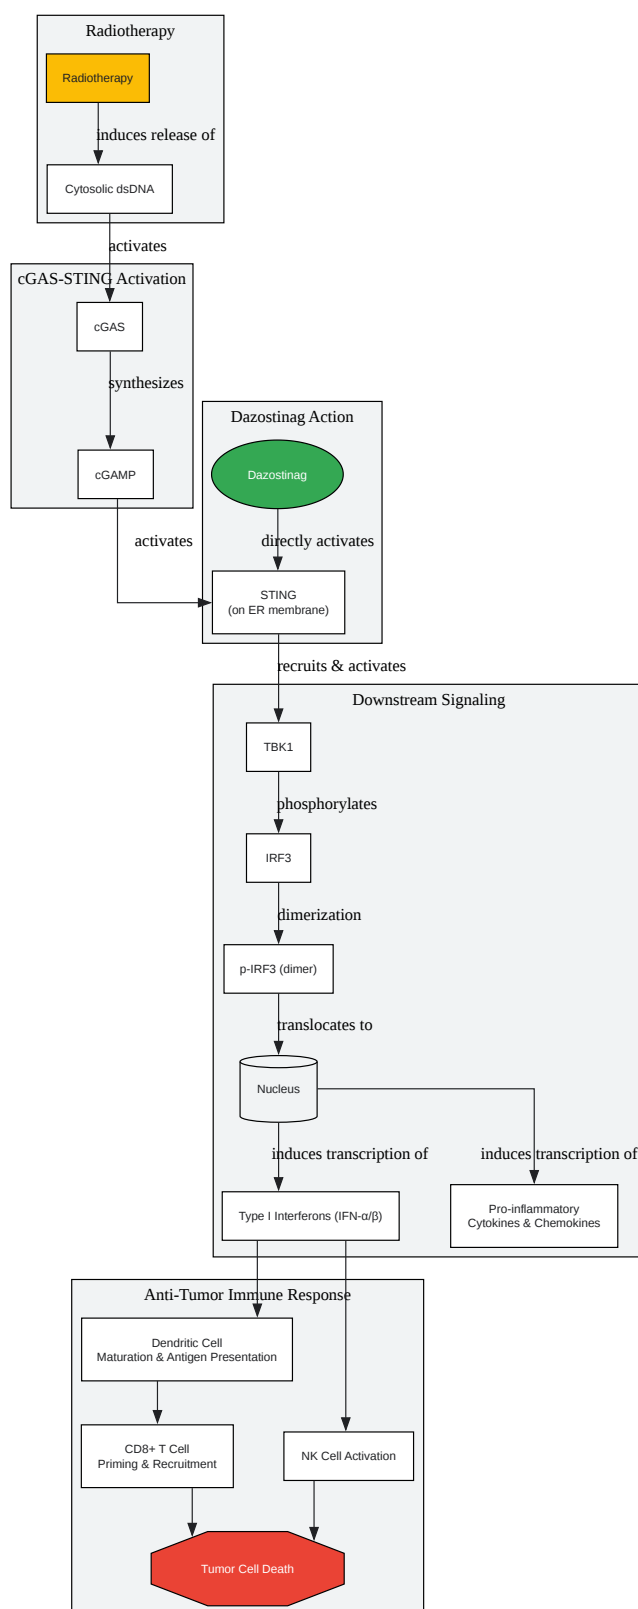 Radiotherapy
Radiotherapy
induces release of
Cytosolic dsDNA
activates
cGAS-STING Activation
cGAS
synthesizes
cGAMP
activates
Dazostinag Action
Dazostinag
directly activates
STING
(on ER membrane)
recruits & activates
Downstream Signaling
TBK1
phosphorylates
IRF3
dimerization
p-IRF3 (dimer)
translocates to
Nucleus
induces transcription of
induces transcription of
Type I Interferons (IFN-α/β)
Pro-inflammatory
Cytokines & Chemokines
Anti-Tumor Immune Response
Dendritic Cell
Maturation & Antigen Presentation
CD8+ T Cell
Priming & Recruitment
NK Cell Activation
Tumor Cell Death